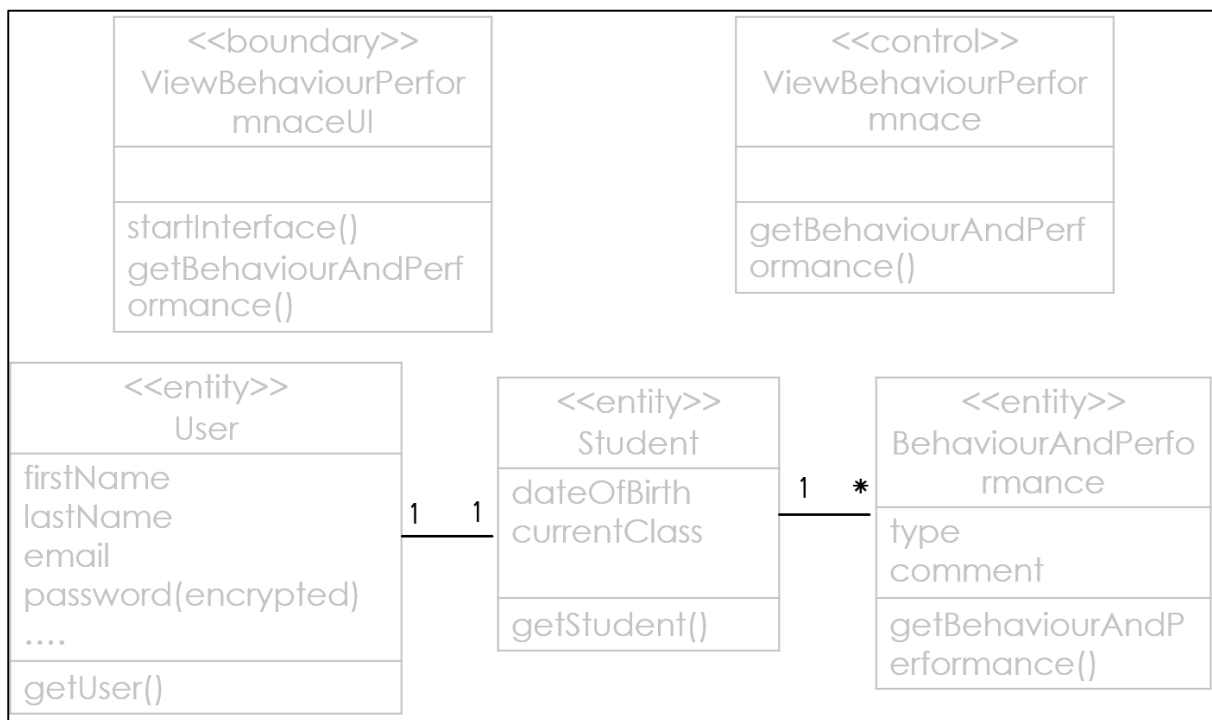 <<boundary>>
ViewBehaviourPerfor
mnaceUI
startInterface()
getBehaviourAndPerf
ormance()
<<control>>
ViewBehaviourPerfor
mnace
getBehaviourAndPerf
ormance()
<<entity>>
User
firstName
lastName
email
password(encrypted)
....
getUser()
1 1
<<entity>>
Student
dateOfBirth
currentClass
getStudent()
1 *
<<entity>>
BehaviourAndPerfo
rmance
type
comment
getBehaviourAndP
erformance()